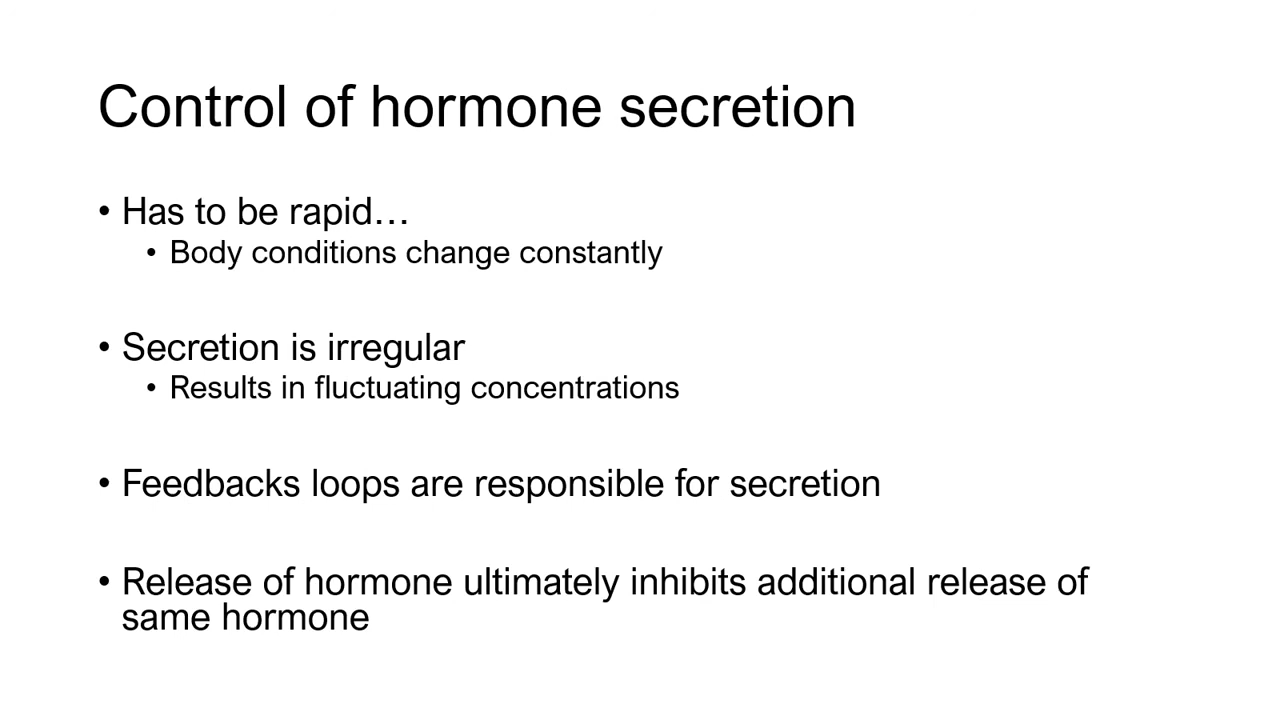 Control of hormone secretion
• Has to be rapid…
• Body conditions change constantly
• Secretion is irregular
• Results in fluctuating concentrations
• Feedbacks loops are responsible for secretion
• Release of hormone ultimately inhibits additional release of
same hormone